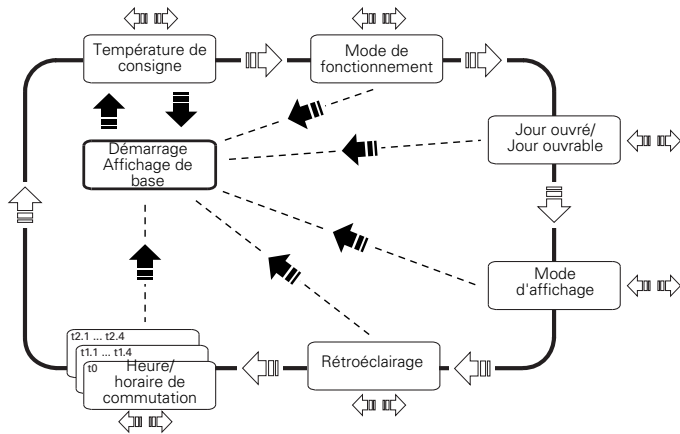 Température de
consigne
Mode de
fonctionnement
Jour ouvré/
Jour ouvrable
Démarrage
Affichage de
base
Mode
d'affichage
t2.1 ... t2.4
t1.1 ... t1.4
t0
Heure/
horaire de
commutation
Rétroéclairage